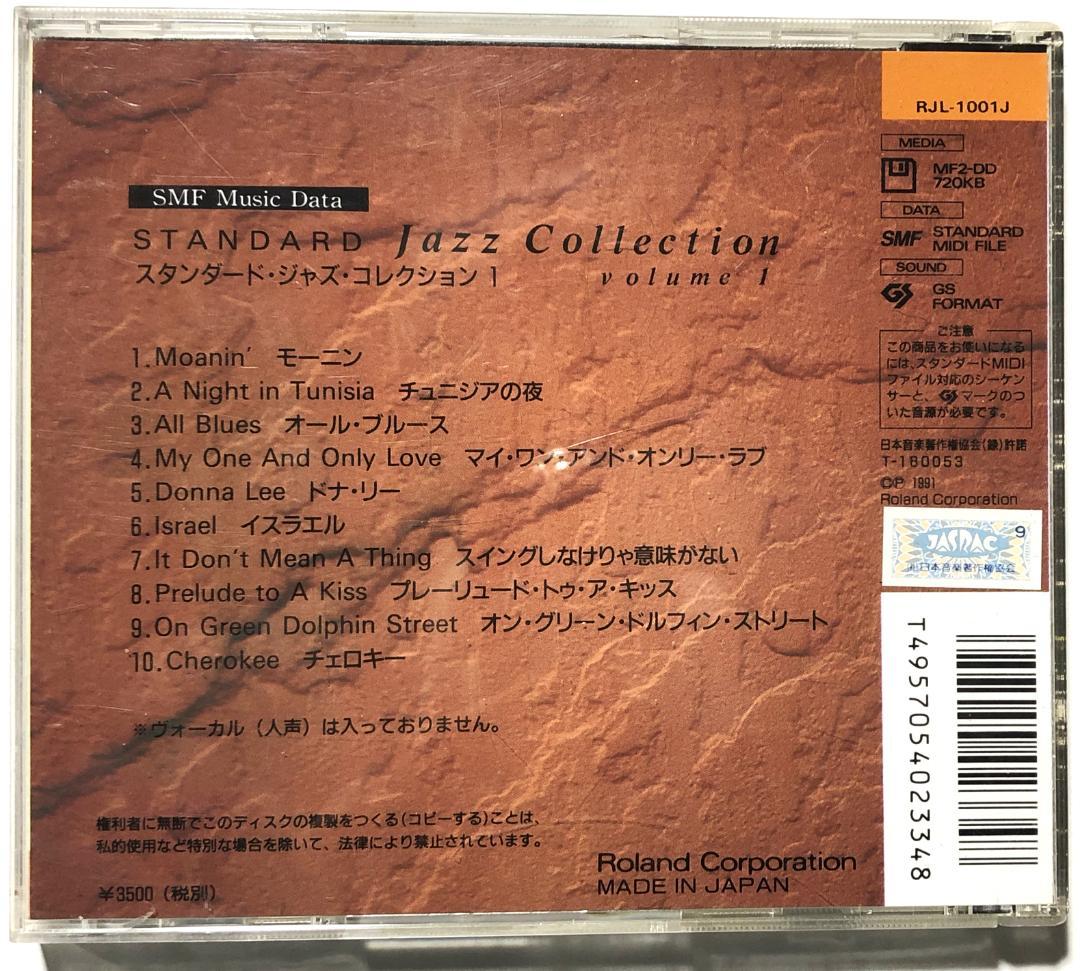 SMF Music Data
STANDARD Jazz Collection
スタンダード・ジャズ・コレクション 1 volume 1
1.Moanin' モーニン
2.A Night in Tunisia チュニジアの夜
3.All Blues オール・ブルース
4.My One And Only Love マイ・ワン・アンド・オンリー・ラブ
5.Donna Lee ドナ・リー
6.Israel イスラエル
7.It Don't Mean A Thing スイングしなけりゃ意味がない
8.Prelude to A Kiss プレーリュード・トゥ・ア・キッス
9.On Green Dolphin Street オン・グリーン・ドルフィン・ストリート
10.Cherokee チェロキー
※ヴォーカル（人声）は入っておりません。
権利者に無断でこのディスクの複製をつくる（コピーする）ことは、
私的使用など特別な場合を除いて、法律により禁止されています。
¥3500（税別）
Roland Corporation
MADE IN JAPAN
RJL-1001J
MEDIA
MF2-DD
720KB
DATA
SMF STANDARD
MIDI FILE
SOUND
GS
FORMAT
ご注意
この商品をお使いになる
には、スタンダードMIDI
ファイル対応のシーケン
サーと、GSマークのつ
いた音源が必要です。
日本音楽著作権協会（録）許諾
T-160053
©℗ 1991
Roland Corporation
9
JASRAC
日本音楽著作権協会
T4957054023348